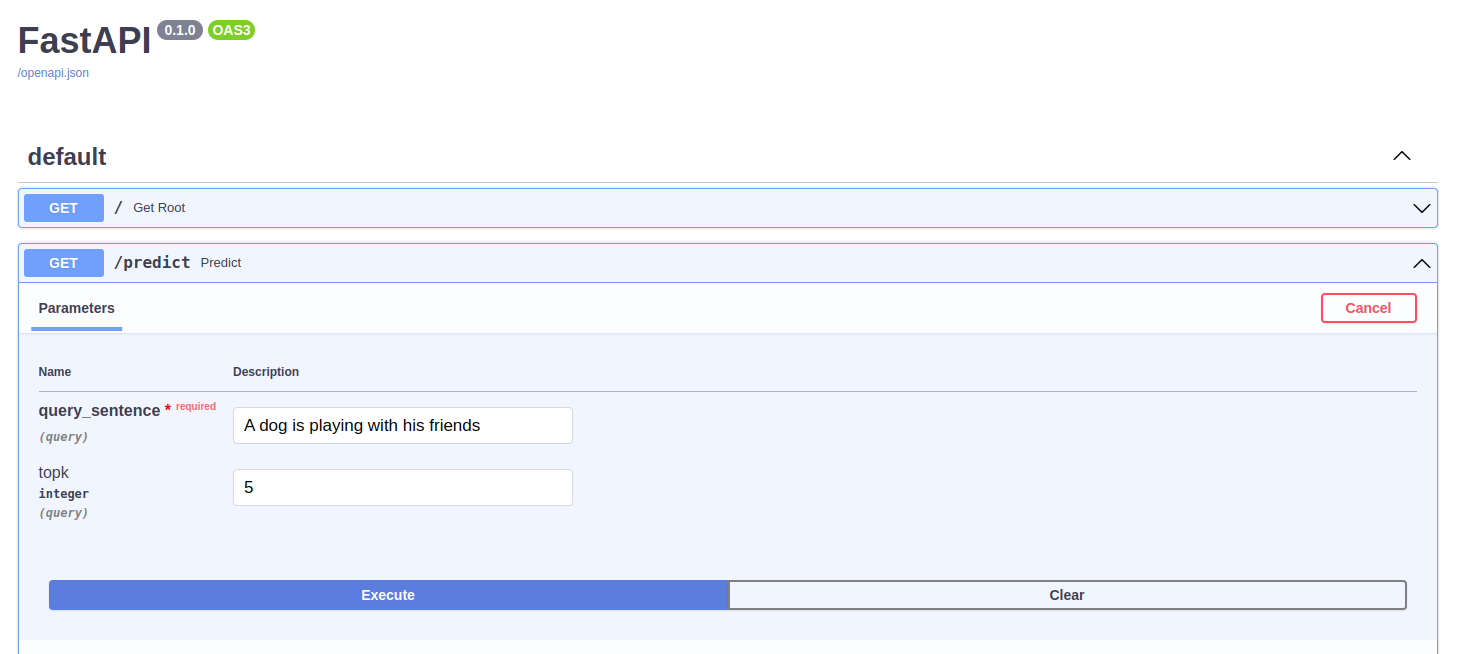 FastAPI 0.1.0 OAS3
/openapi.json
default
GET / Get Root
GET /predict Predict
Parameters Cancel
Name Description
query_sentence * required A dog is playing with his friends
(query)
topk
integer 5
(query)
Execute Clear